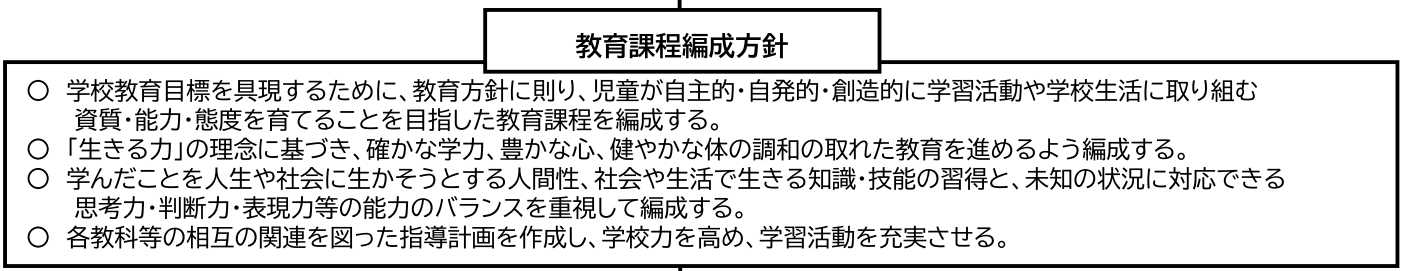 教育課程編成方針
○ 学校教育目標を具現するために、教育方針に則り、児童が自主的・自発的・創造的に学習活動や学校生活に取り組む
資質・能力・態度を育てることを目指した教育課程を編成する。
○ 「生きる力」の理念に基づき、確かな学力、豊かな心、健やかな体の調和の取れた教育を進めるよう編成する。
○ 学んだことを人生や社会に生かそうとする人間性、社会や生活で生きる知識・技能の習得と、未知の状況に対応できる
思考力・判断力・表現力等の能力のバランスを重視して編成する。
○ 各教科等の相互の関連を図った指導計画を作成し、学校力を高め、学習活動を充実させる。